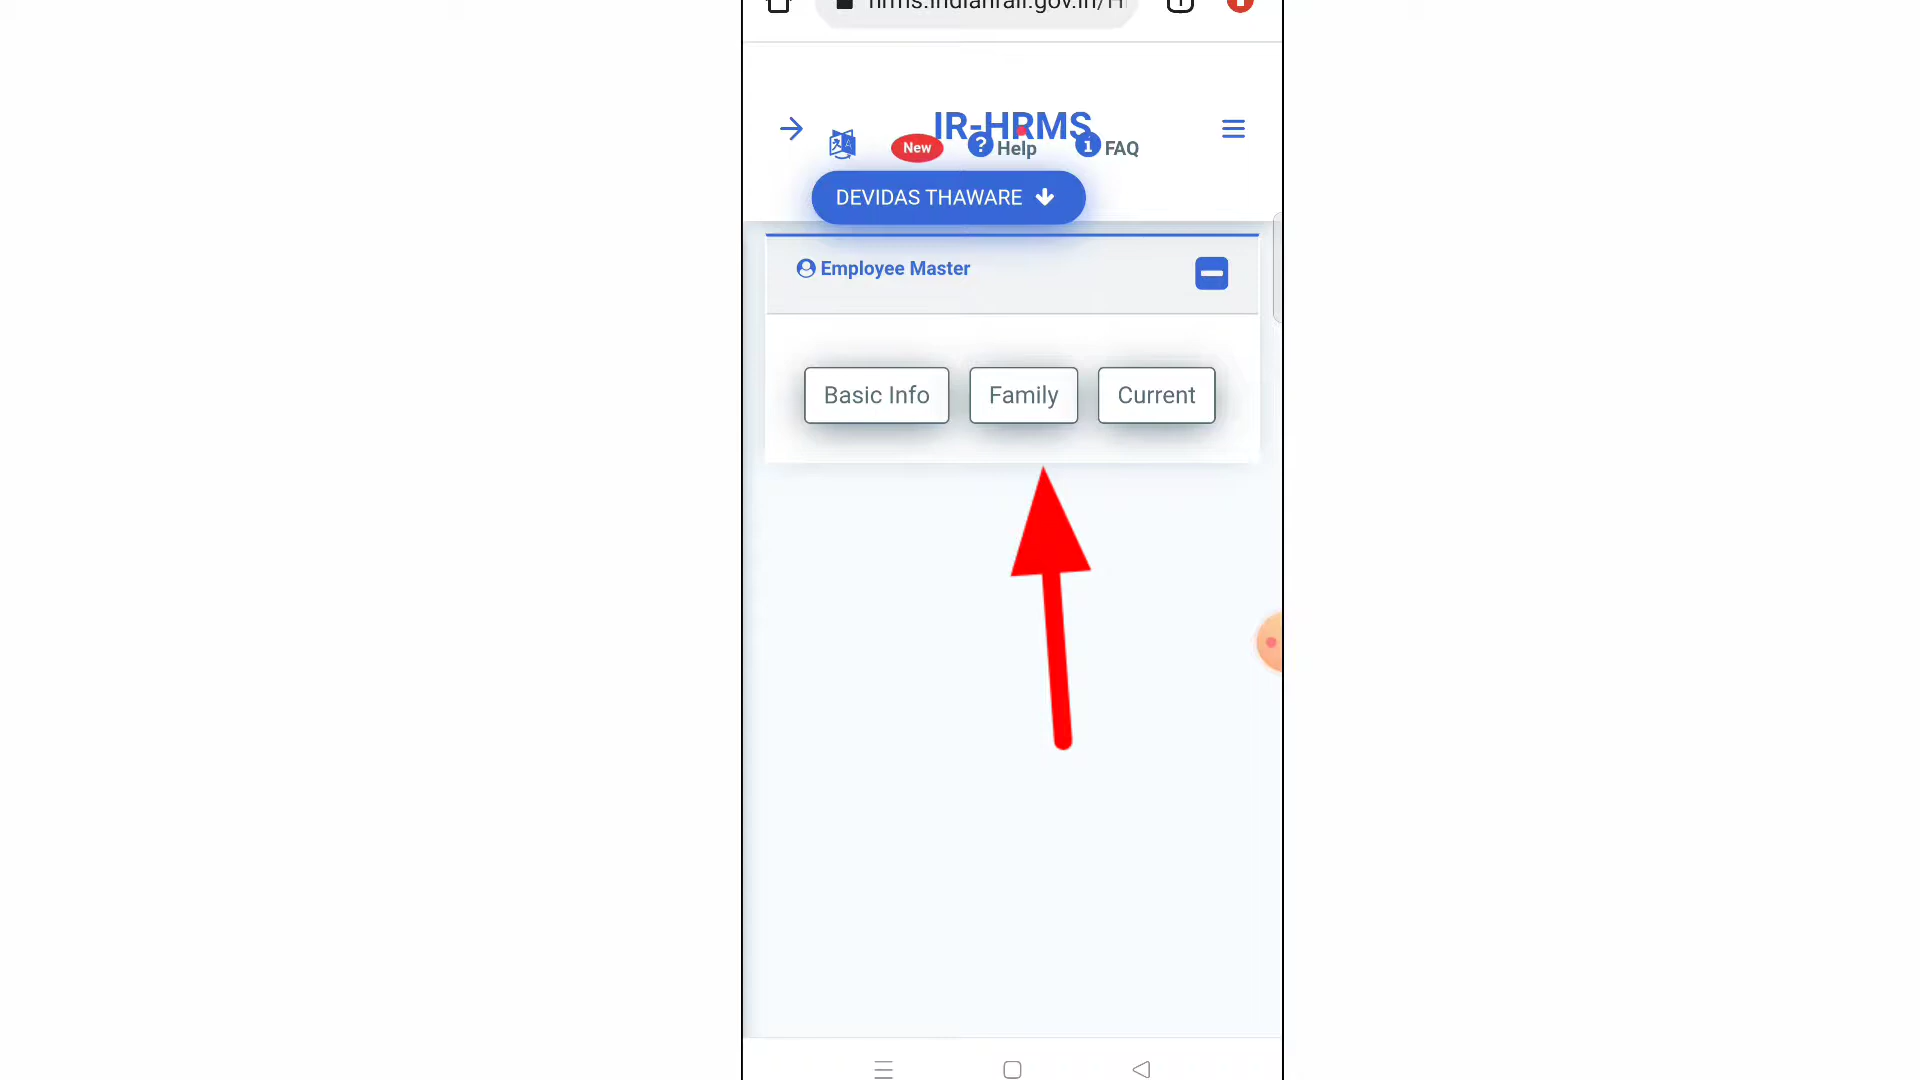 IR-HRMS
New
Help
FAQ
DEVIDAS THAWARE
Employee Master
Basic Info
Family
Current